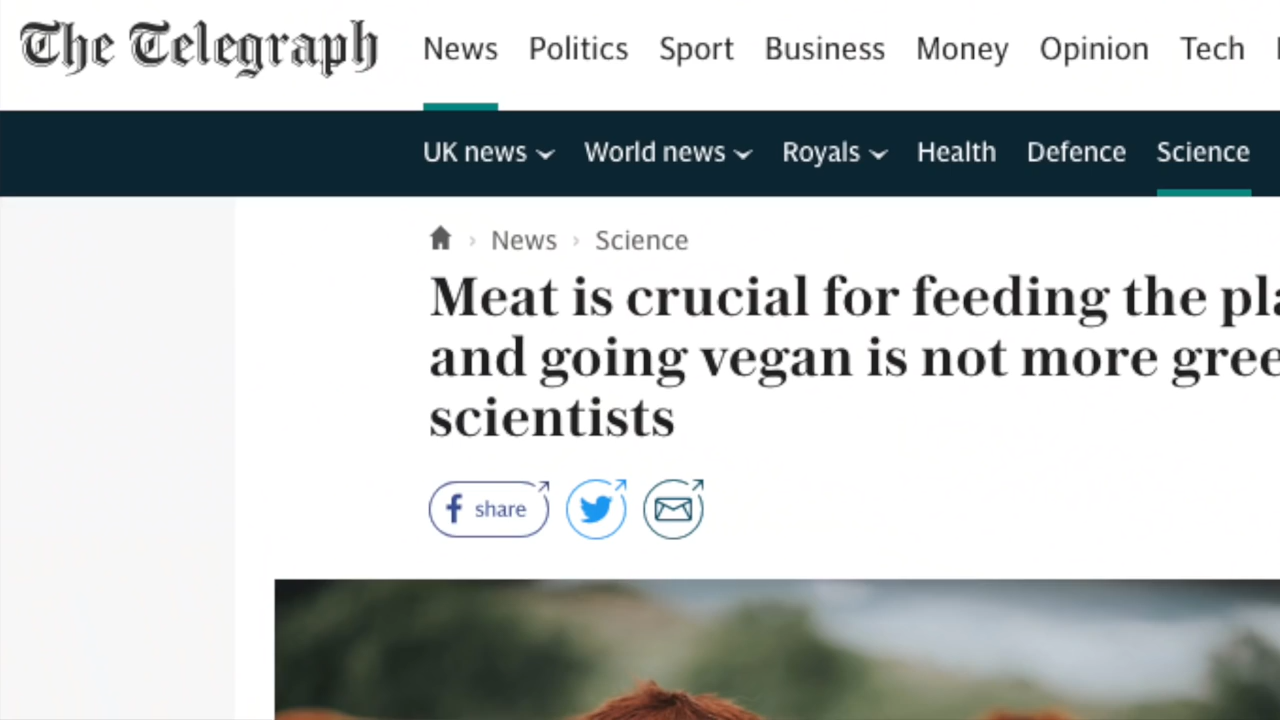 The Telegraph
News Politics Sport Business Money Opinion Tech
UK news World news Royals Health Defence Science
News Science
Meat is crucial for feeding the
and going vegan is not more
scientists
share